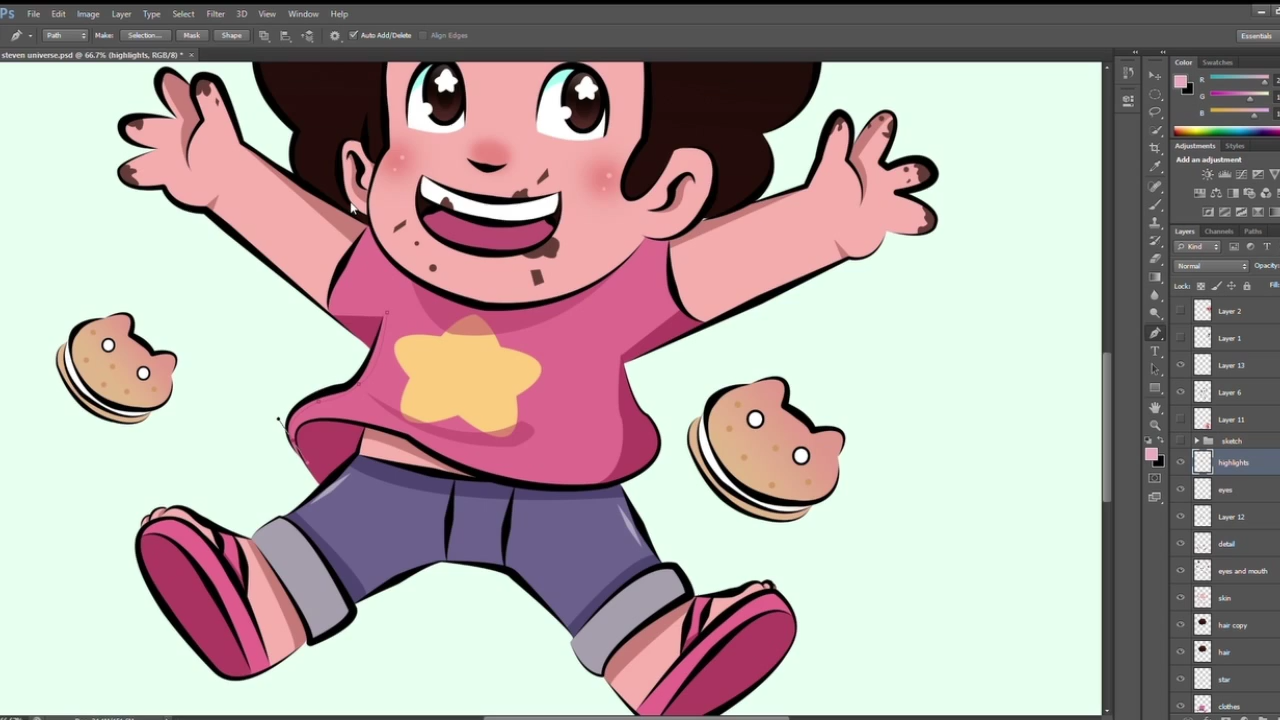 Ps File Edit Image Layer Type Select Filter 3D View Window Help
Path Make: Selection... Mask Shape Auto Add/Delete Align Edges Essentials
steven universe.psd @ 66.7% (highlights, RGB/8) * ×
Color Swatches
R
G
B
Adjustments Styles
Add an adjustment
Layers Channels Paths
Kind
Normal Opacity:
Lock: Fill:
Layer 2
Layer 1
Layer 13
Layer 6
Layer 11
sketch
highlights
eyes
Layer 12
detail
eyes and mouth
skin
hair copy
hair
star
clothes